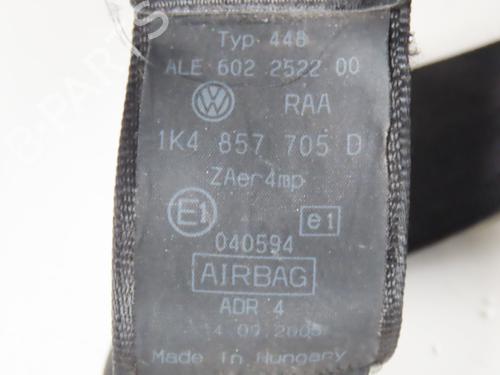 Typ 448
ALE 602 2522 00
RAA
1K4 857 705 D
ZAer4mp
E1 e1
040594
AIRBAG
ADR 4
Made In Hungary